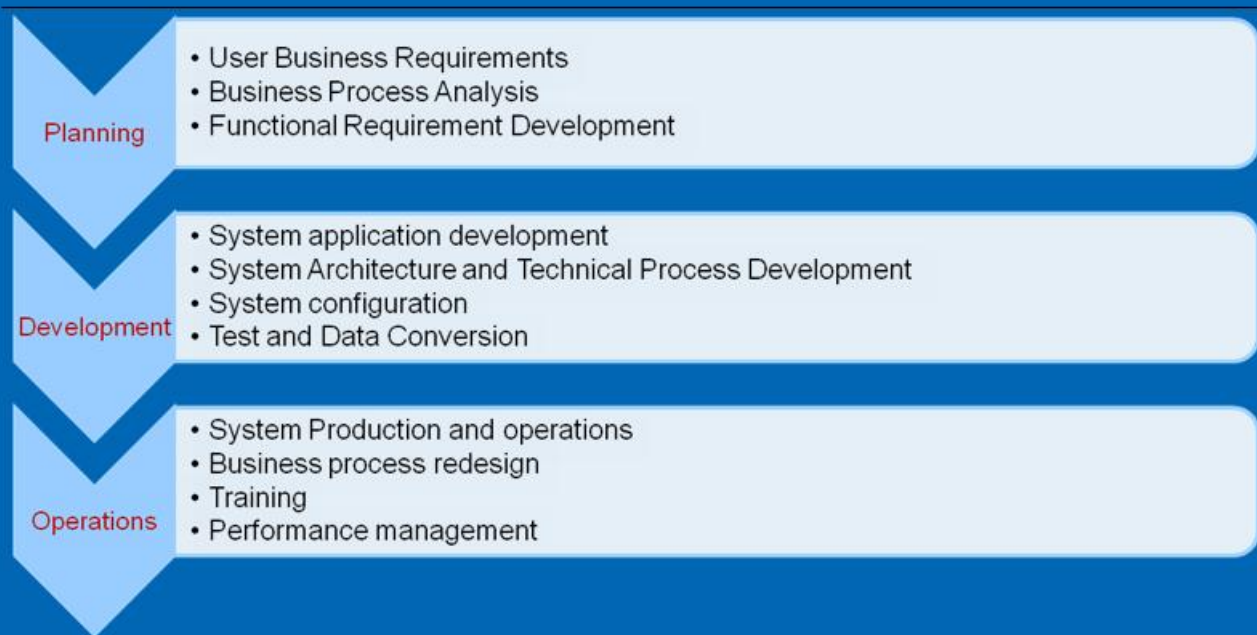 Planning
• User Business Requirements
• Business Process Analysis
• Functional Requirement Development
Development
• System application development
• System Architecture and Technical Process Development
• System configuration
• Test and Data Conversion
Operations
• System Production and operations
• Business process redesign
• Training
• Performance management